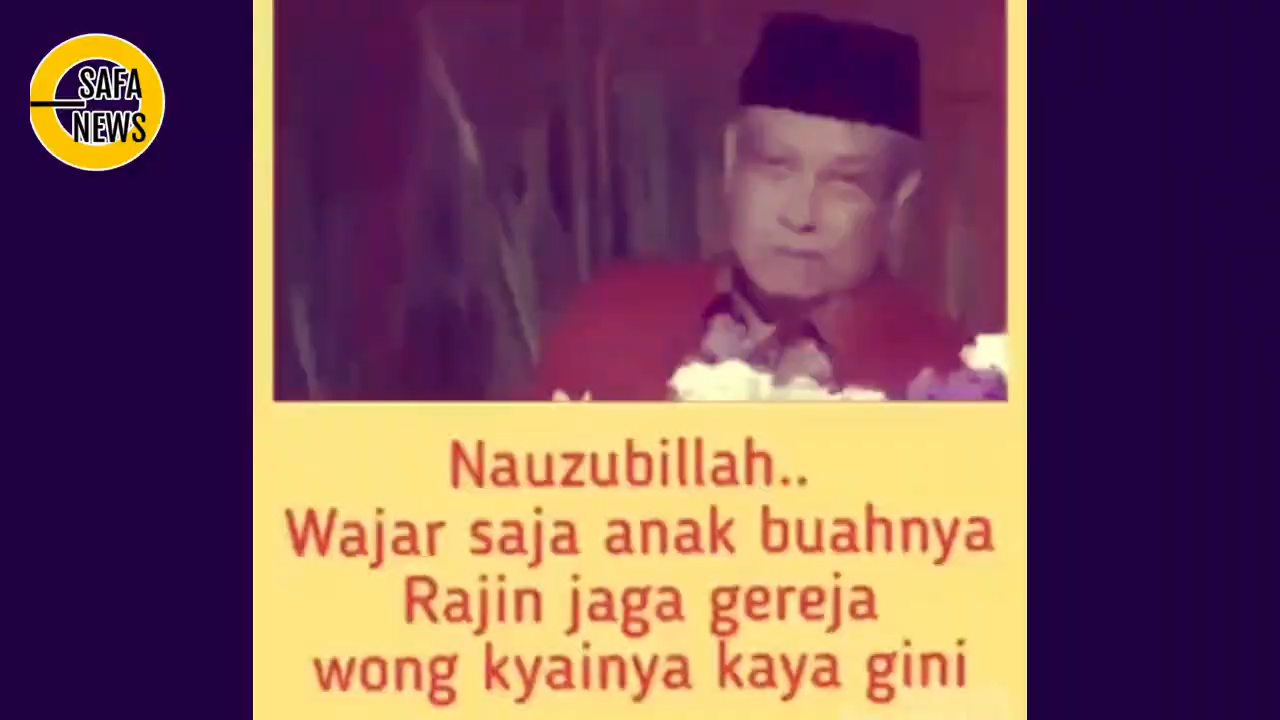 SAFA
NEWS
Nauzubillah..
Wajar saja anak buahnya
Rajin jaga gereja
wong kyainya kaya gini